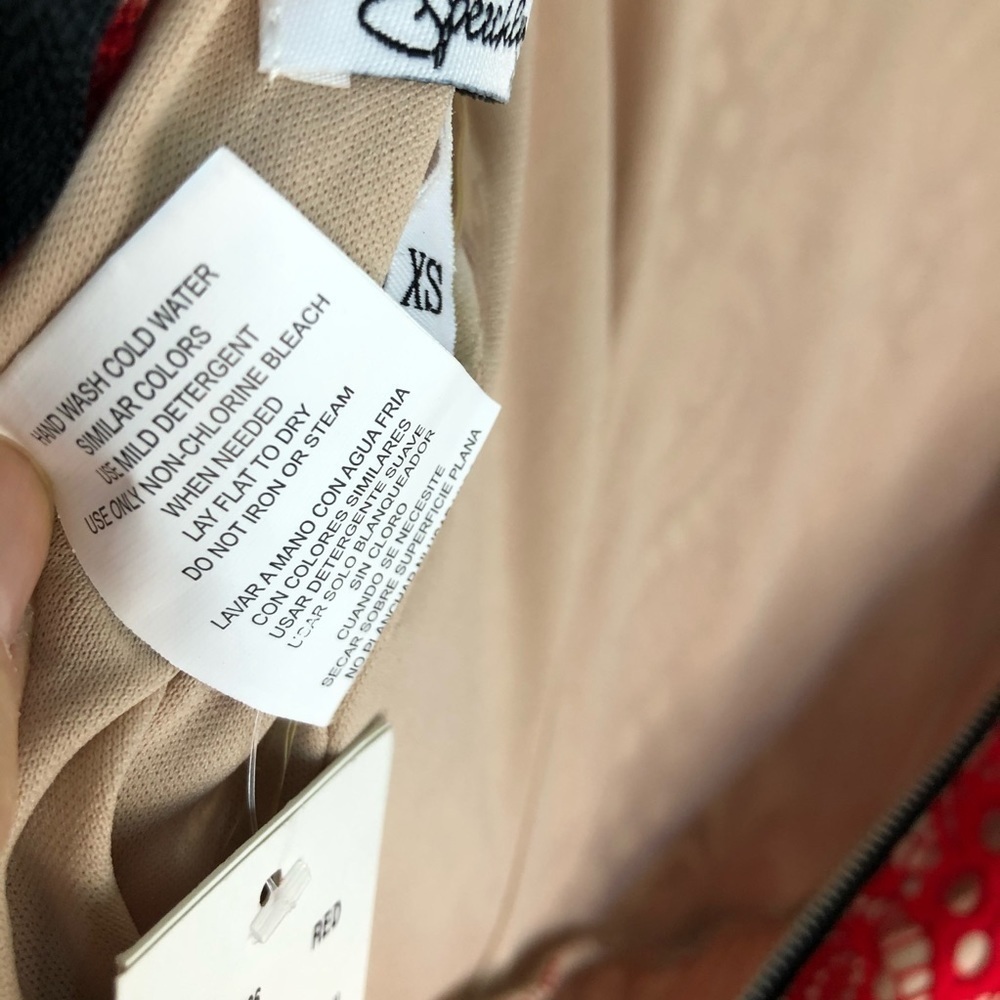 XS
HAND WASH COLD WATER
SIMILAR COLORS
USE MILD DETERGENT
USE ONLY NON-CHLORINE BLEACH
WHEN NEEDED
LAY FLAT TO DRY
DO NOT IRON OR STEAM
LAVAR A MANO CON AGUA FRIA
CON COLORES SIMILARES
USAR DETERGENTE SUAVE
USAR SOLO BLANQUEADOR
SIN CLORO
CUANDO SE NECESITE
SECAR SOBRE SUPERFICIE PLANA
NO PLANCHAR
RED